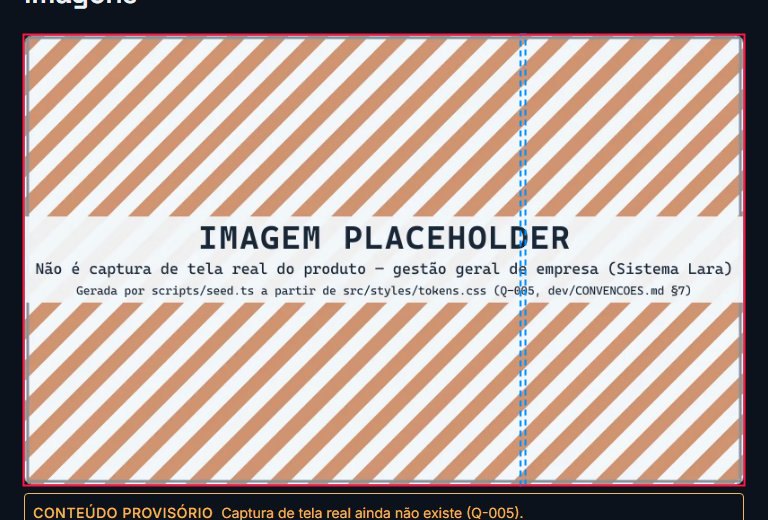 Imagens
IMAGEM PLACEHOLDER
Não é captura de tela real do produto — gestão geral de empresa (Sistema Lara)
Gerada por scripts/seed.ts a partir de src/styles/tokens.css (Q-005, dev/CONVENCOES.md §7)
CONTEÚDO PROVISÓRIO Captura de tela real ainda não existe (Q-005).